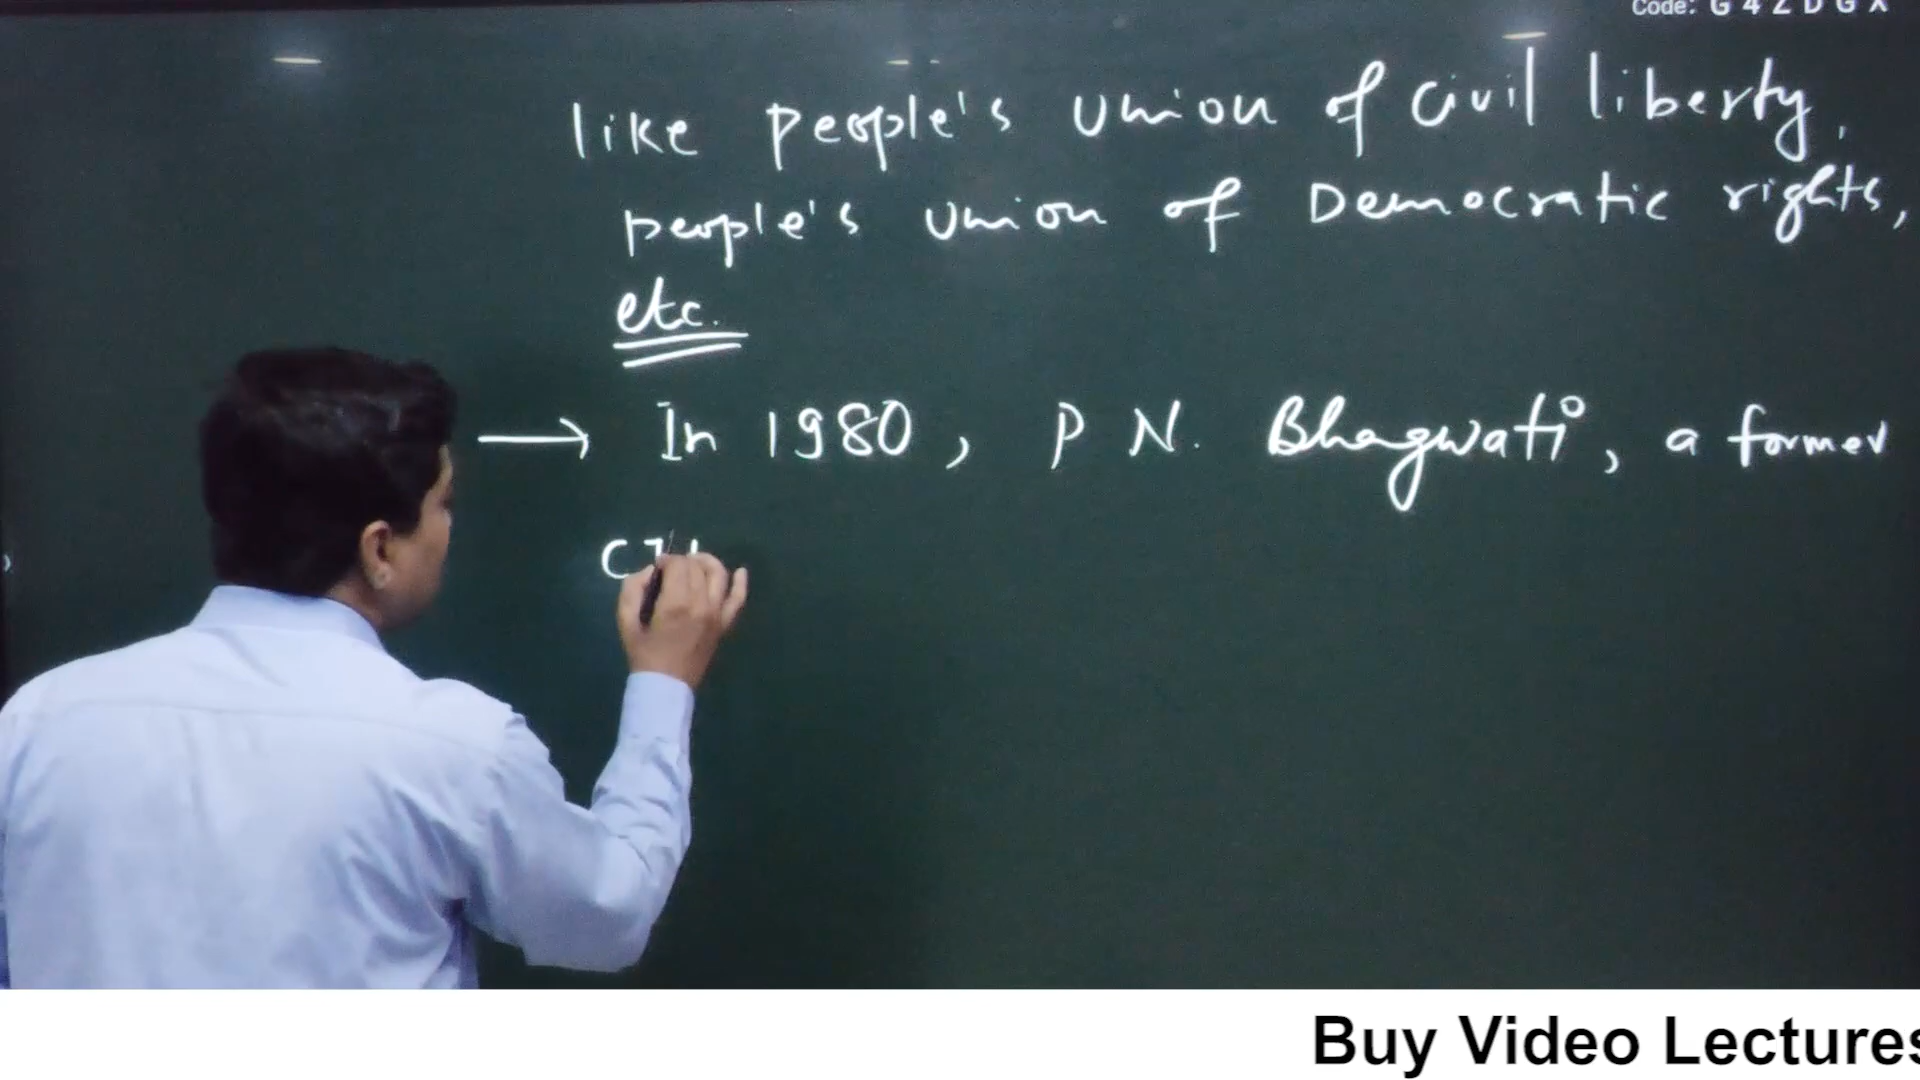 Code: G 4 Z D G X
like people's union of civil liberty,
people's union of Democratic rights,
etc.
→ In 1980, P N. Bhagwati, a former
Buy Video Lectures